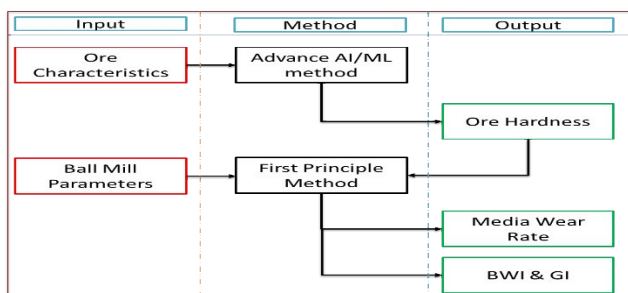 Input
Method
Output
Ore
Characteristics
Advance AI/ML
method
Ore Hardness
Ball Mill
Parameters
First Principle
Method
Media Wear
Rate
BWI & GI